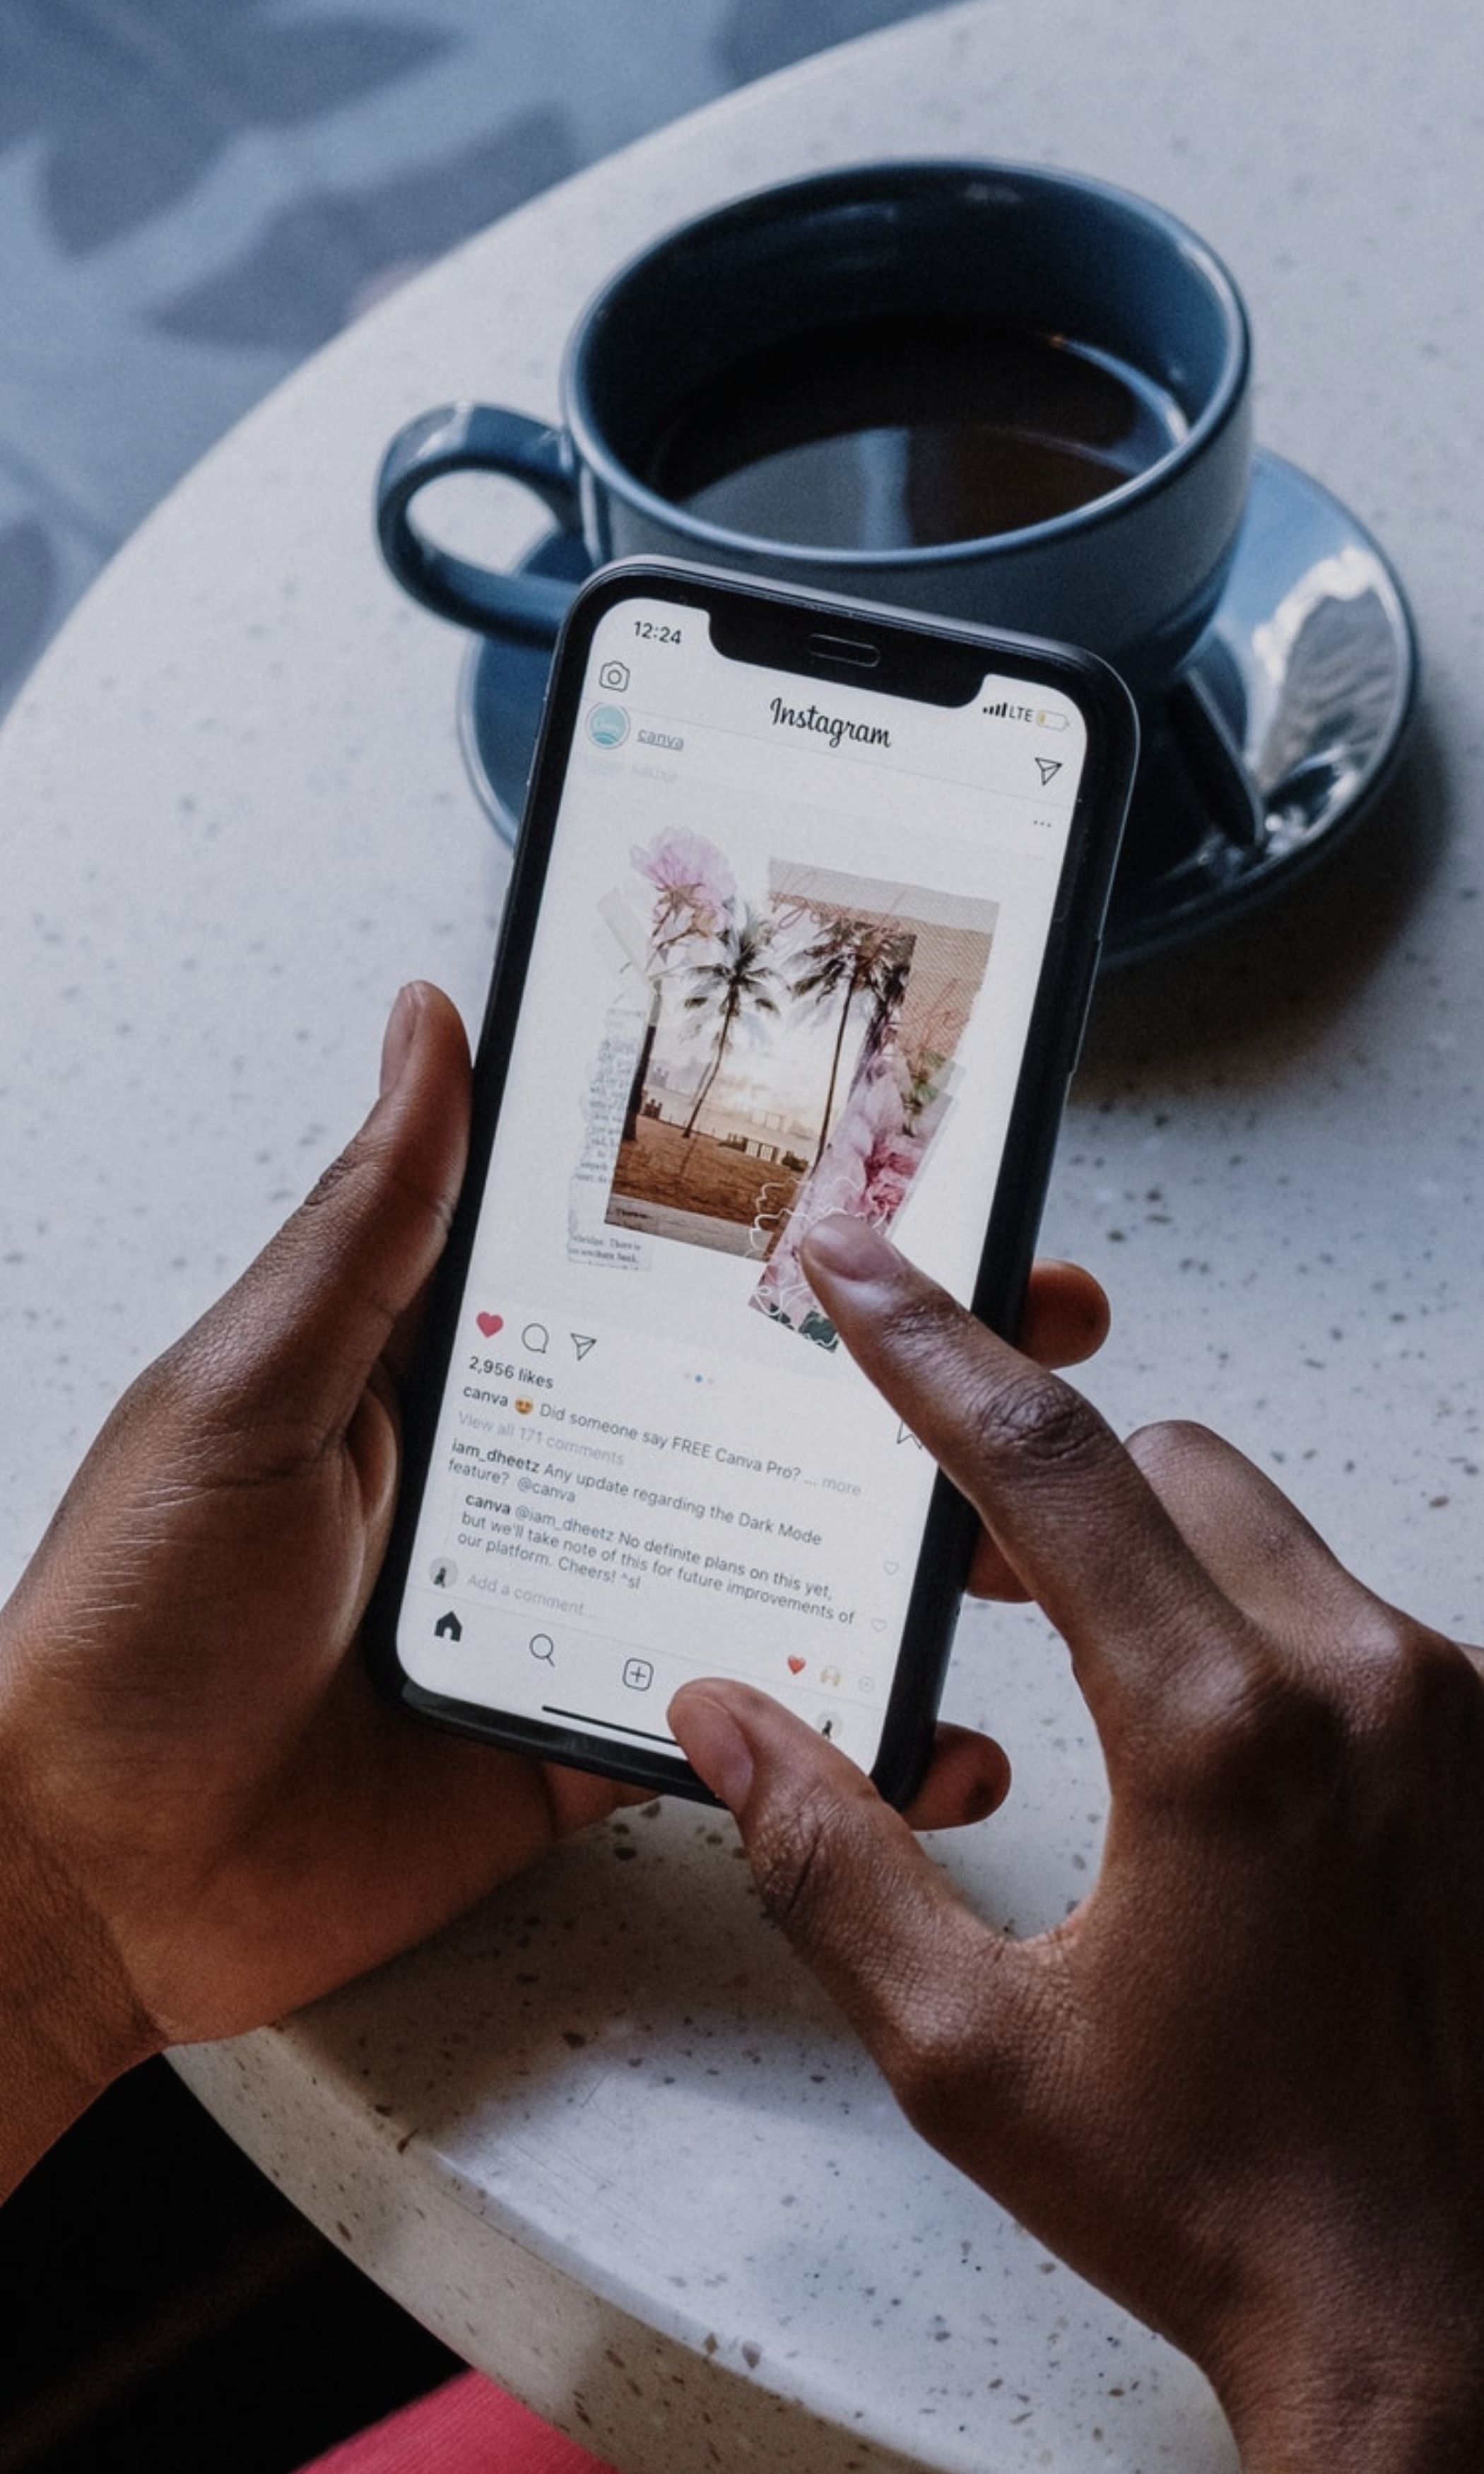 12:24
LTE
Instagram
canva
2,956 likes
canva 😍 Did someone say FREE Canva Pro? ... more
View all 171 comments
iam_dheetz Any update regarding the Dark Mode
feature? @canva
canva @iam_dheetz No definite plans on this yet,
but we'll take note of this for future improvements of
our platform. Cheers! ^sl
Add a comment...